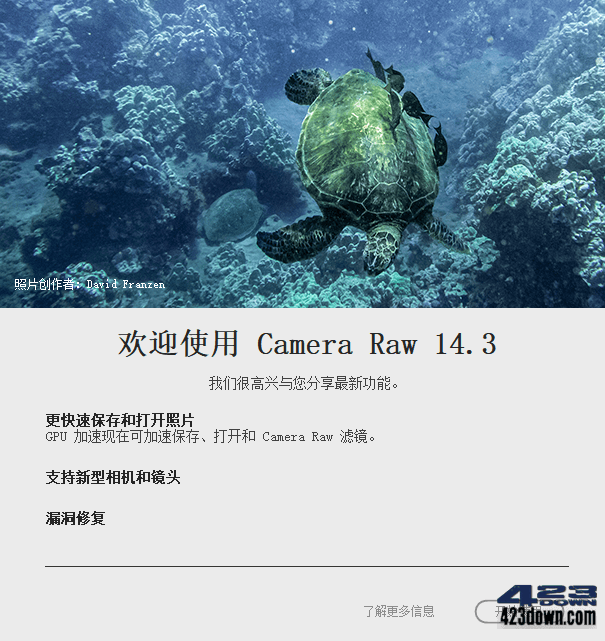 照片创作者: David Franzen
欢迎使用 Camera Raw 14.3
我们很高兴与您分享最新功能。
更快速保存和打开照片
GPU 加速现在可加速保存、打开和 Camera Raw 滤镜。
支持新型相机和镜头
漏洞修复
了解更多信息
423
DOWN
423down.com